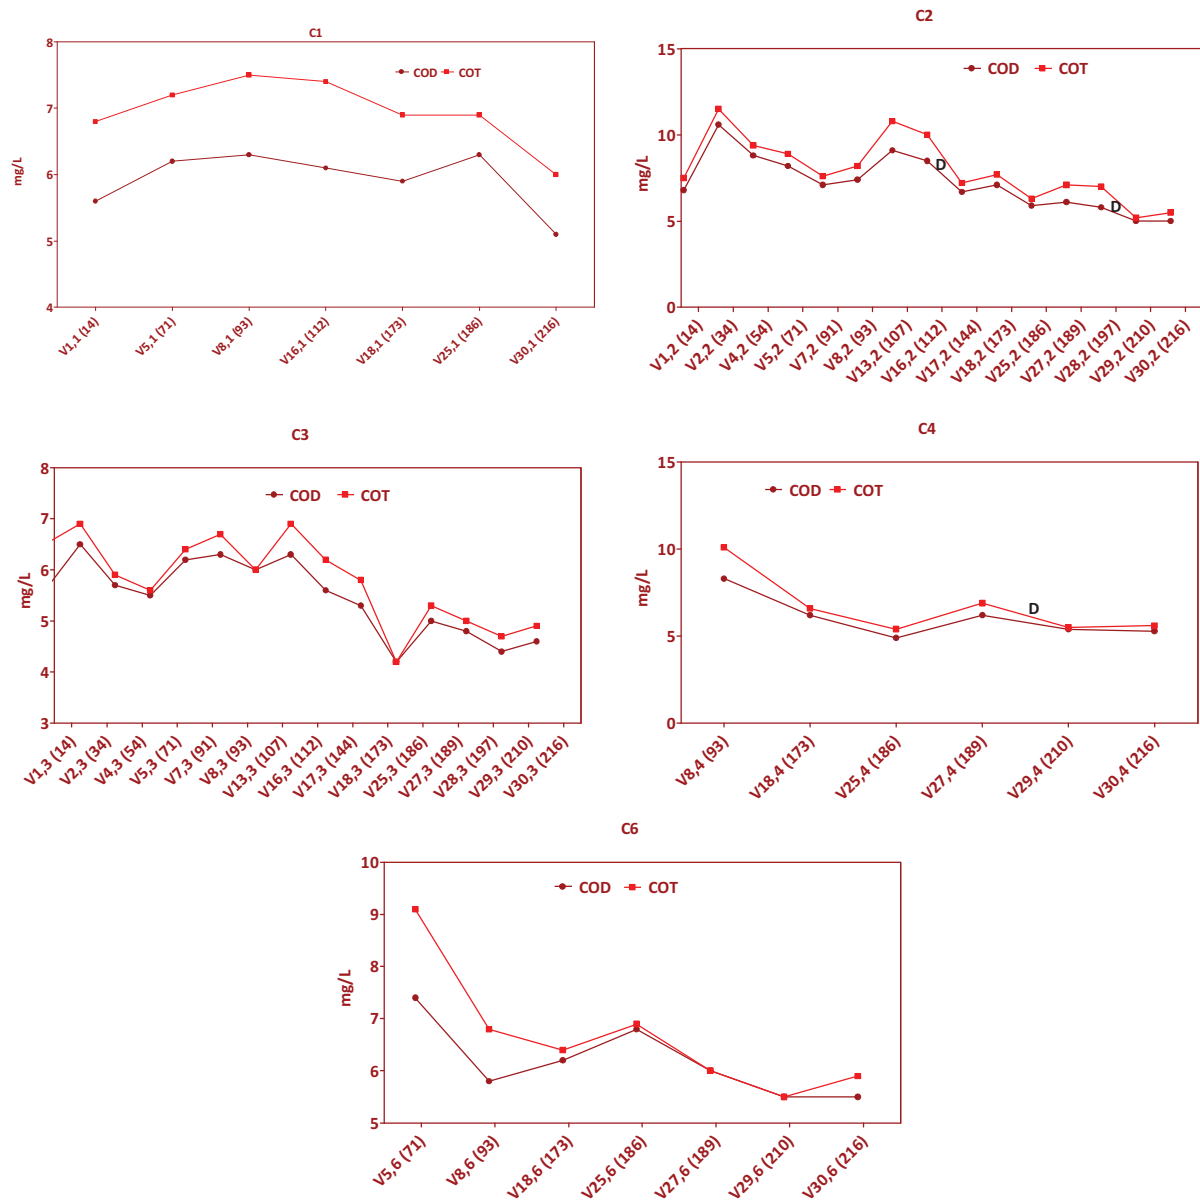 C1
8
7
6
5
4
mg/L
COD COT
V1,1 (14)
V5,1 (71)
V8,1 (93)
V16,1 (112)
V18,1 (173)
V25,1 (186)
V30,1 (216)
C2
15
10
5
0
mg/L
COD COT
D
D
V1,2 (14)
V2,2 (34)
V4,2 (54)
V5,2 (71)
V7,2 (91)
V8,2 (93)
V13,2 (107)
V16,2 (112)
V17,2 (144)
V18,2 (173)
V25,2 (186)
V27,2 (189)
V28,2 (197)
V29,2 (210)
V30,2 (216)
C3
8
7
6
5
4
3
mg/L
COD COT
V1,3 (14)
V2,3 (34)
V4,3 (54)
V5,3 (71)
V7,3 (91)
V8,3 (93)
V13,3 (107)
V16,3 (112)
V17,3 (144)
V18,3 (173)
V25,3 (186)
V27,3 (189)
V28,3 (197)
V29,3 (210)
V30,3 (216)
C4
15
10
5
0
mg/L
COD COT
D
V8,4 (93)
V18,4 (173)
V25,4 (186)
V27,4 (189)
V29,4 (210)
V30,4 (216)
C6
10
9
8
7
6
5
mg/L
COD COT
V5,6 (71)
V8,6 (93)
V18,6 (173)
V25,6 (186)
V27,6 (189)
V29,6 (210)
V30,6 (216)